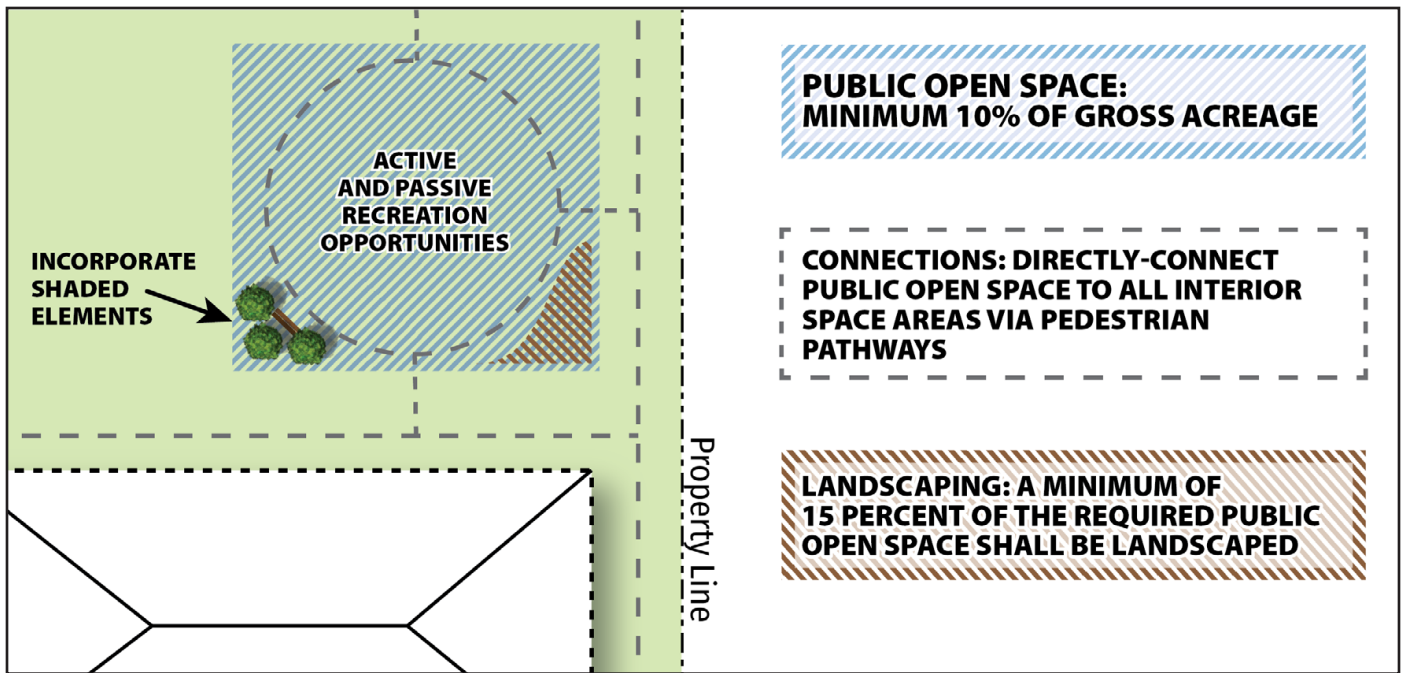 ACTIVE
AND PASSIVE
RECREATION
OPPORTUNITIES
INCORPORATE
SHADED
ELEMENTS
Property Line
PUBLIC OPEN SPACE:
MINIMUM 10% OF GROSS ACREAGE
CONNECTIONS: DIRECTLY-CONNECT
PUBLIC OPEN SPACE TO ALL INTERIOR
SPACE AREAS VIA PEDESTRIAN
PATHWAYS
LANDSCAPING: A MINIMUM OF
15 PERCENT OF THE REQUIRED PUBLIC
OPEN SPACE SHALL BE LANDSCAPED